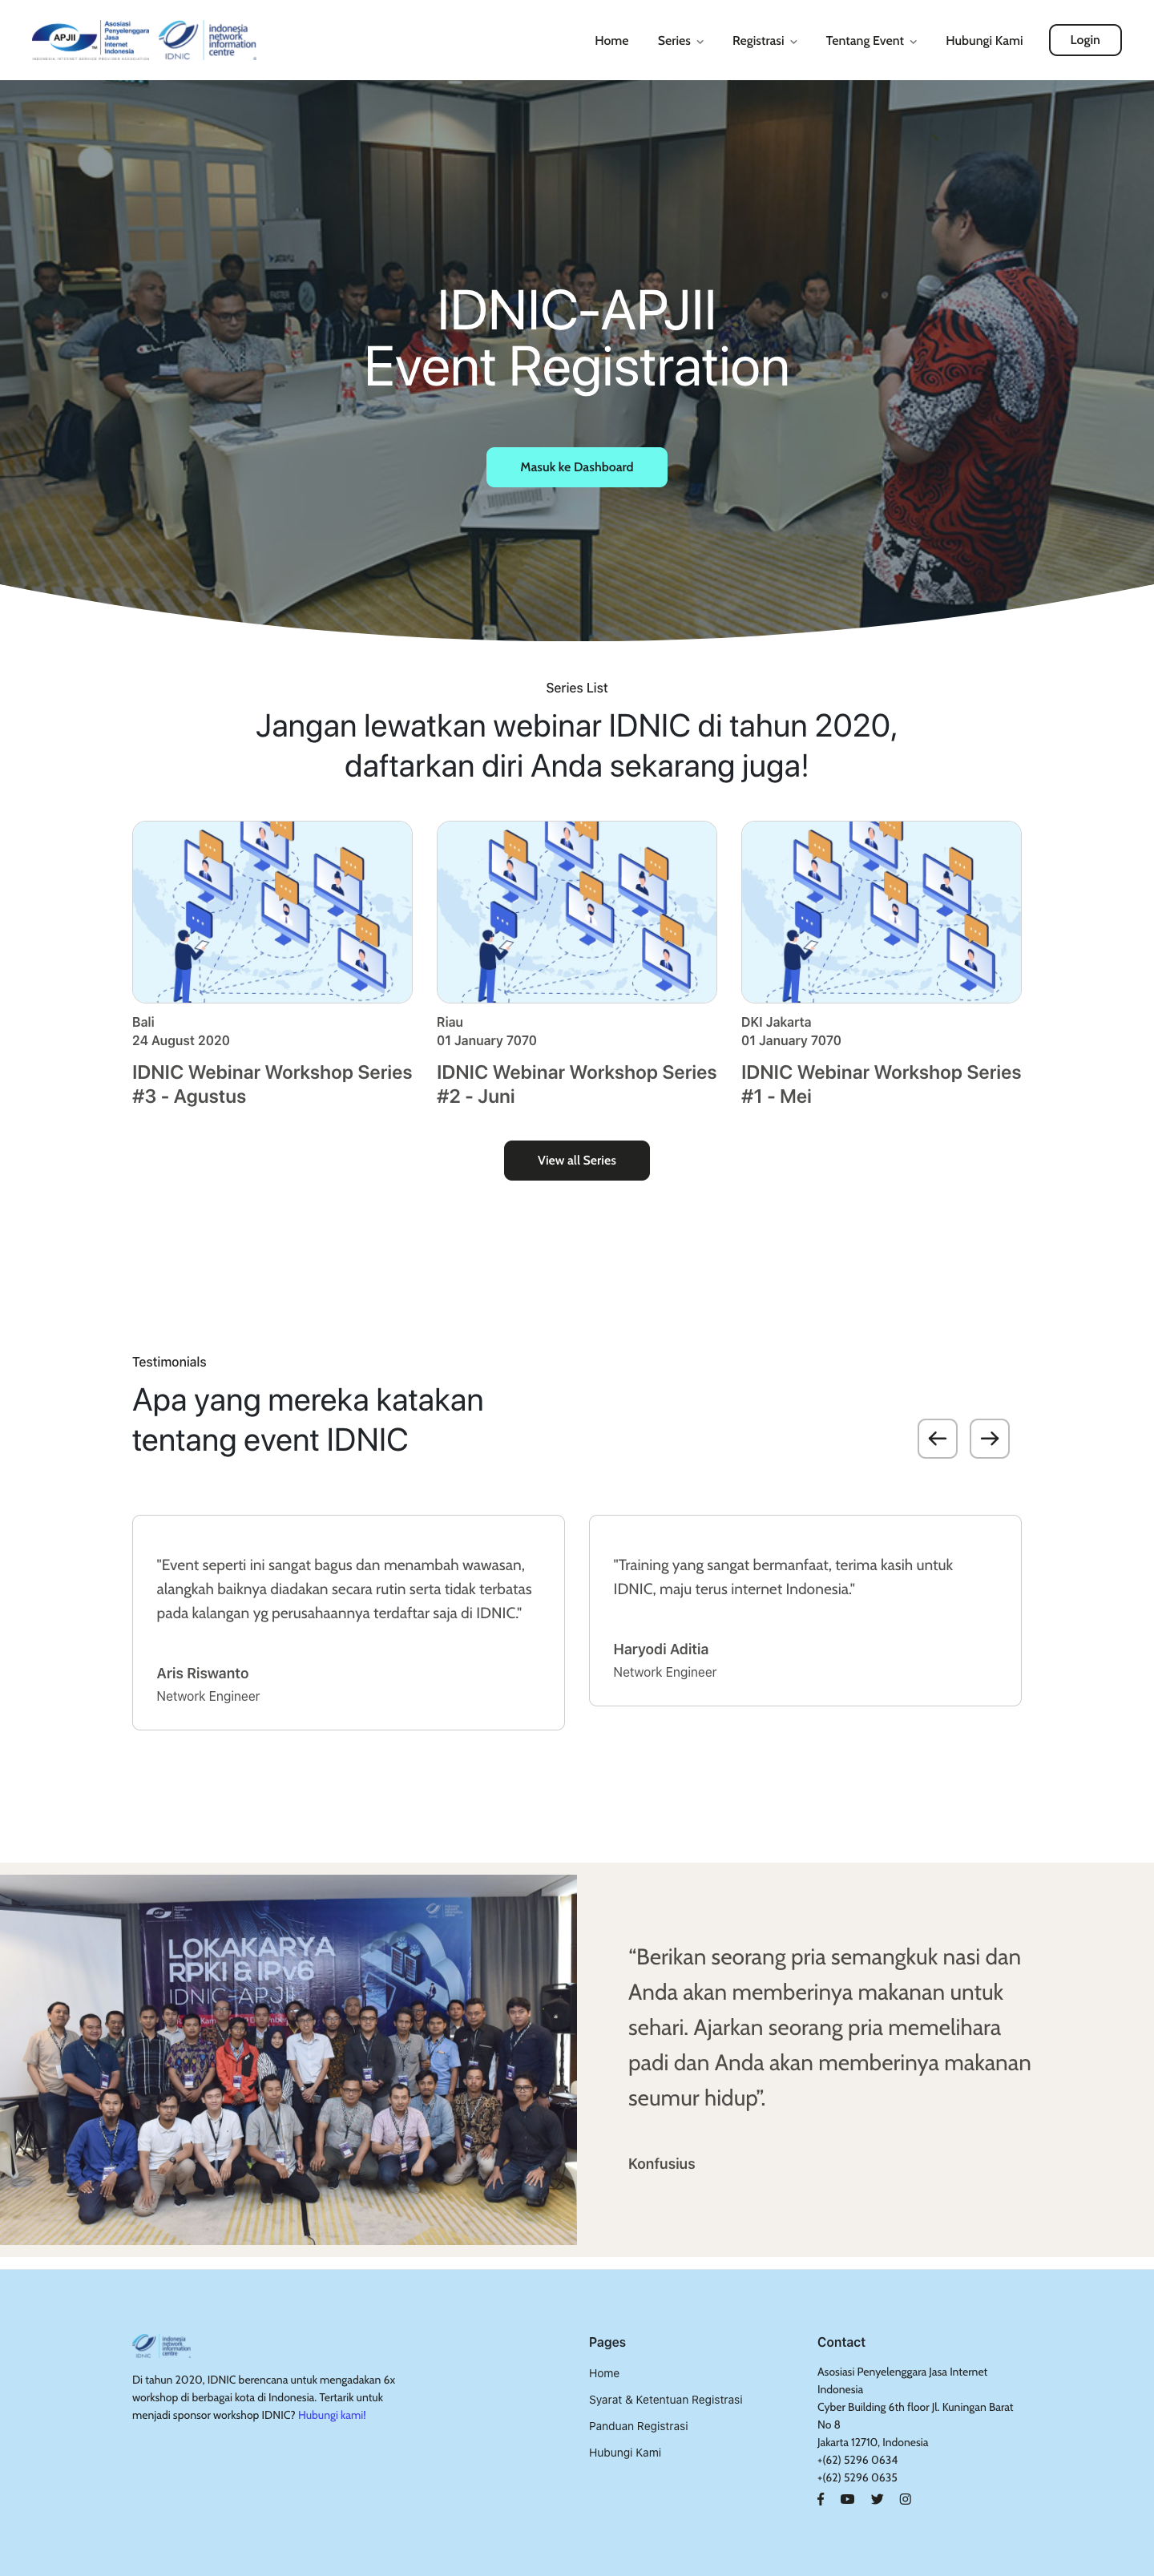 APJII
Asosiasi
Penyelenggara
Jasa
Internet
Indonesia
IDNIC
indonesia
network
information
centre
Home
Series
Registrasi
Tentang Event
Hubungi Kami
Login
IDNIC-APJII
Event Registration
Masuk ke Dashboard
Series List
Jangan lewatkan webinar IDNIC di tahun 2020,
daftarkan diri Anda sekarang juga!
Bali
24 August 2020
IDNIC Webinar Workshop Series
#3 - Agustus
Riau
01 January 7070
IDNIC Webinar Workshop Series
#2 - Juni
DKI Jakarta
01 January 7070
IDNIC Webinar Workshop Series
#1 - Mei
View all Series
Testimonials
Apa yang mereka katakan
tentang event IDNIC
"Event seperti ini sangat bagus dan menambah wawasan,
alangkah baiknya diadakan secara rutin serta tidak terbatas
pada kalangan yg perusahaannya terdaftar saja di IDNIC."
Aris Riswanto
Network Engineer
"Training yang sangat bermanfaat, terima kasih untuk
IDNIC, maju terus internet Indonesia."
Haryodi Aditia
Network Engineer
LOKAKARYA
RPKI & IPv6
IDNIC-APJII
“Berikan seorang pria semangkuk nasi dan
Anda akan memberinya makanan untuk
sehari. Ajarkan seorang pria memelihara
padi dan Anda akan memberinya makanan
seumur hidup”.
Konfusius
indonesia
network
information
centre
IDNIC
Di tahun 2020, IDNIC berencana untuk mengadakan 6x
workshop di berbagai kota di Indonesia. Tertarik untuk
menjadi sponsor workshop IDNIC? Hubungi kami!
Pages
Home
Syarat & Ketentuan Registrasi
Panduan Registrasi
Hubungi Kami
Contact
Asosiasi Penyelenggara Jasa Internet
Indonesia
Cyber Building 6th floor Jl. Kuningan Barat
No 8
Jakarta 12710, Indonesia
+(62) 5296 0634
+(62) 5296 0635